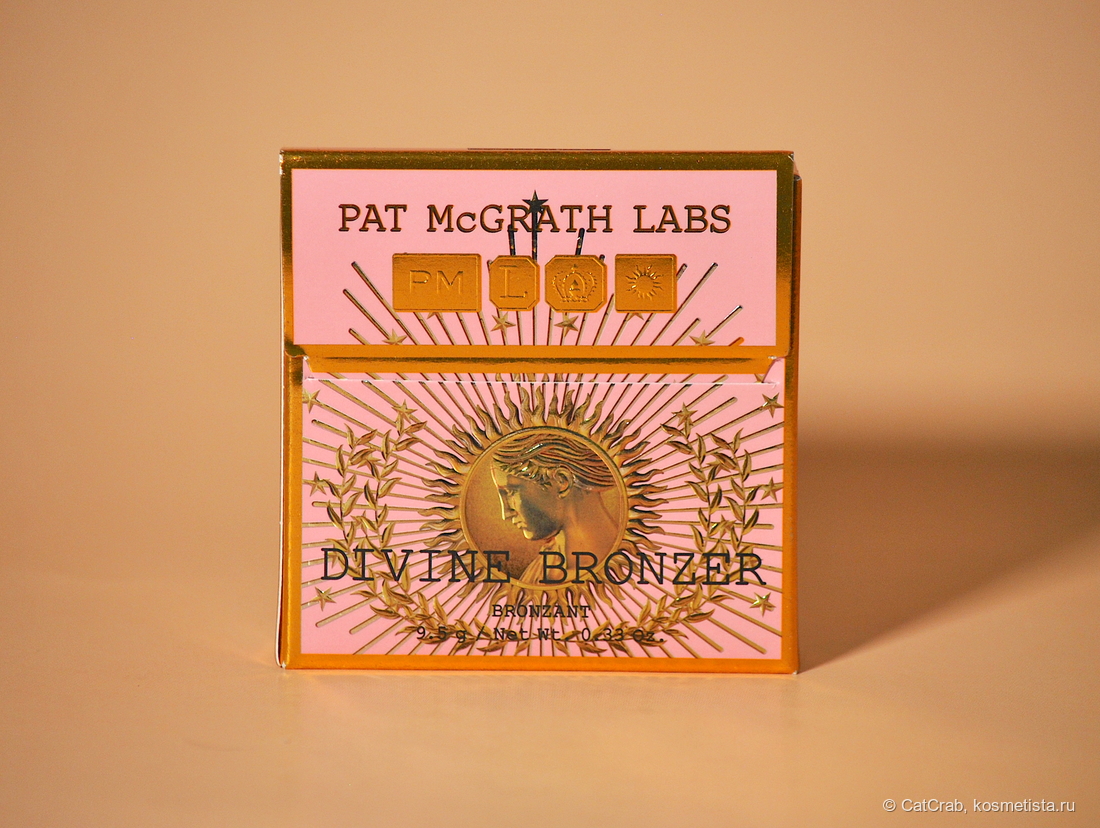 PAT McGRATH LABS
PM L
DIVINE BRONZER
BRONZANT
9.5 g / Net Wt. 0.33 oz.
© CatCrab, kosmetista.ru